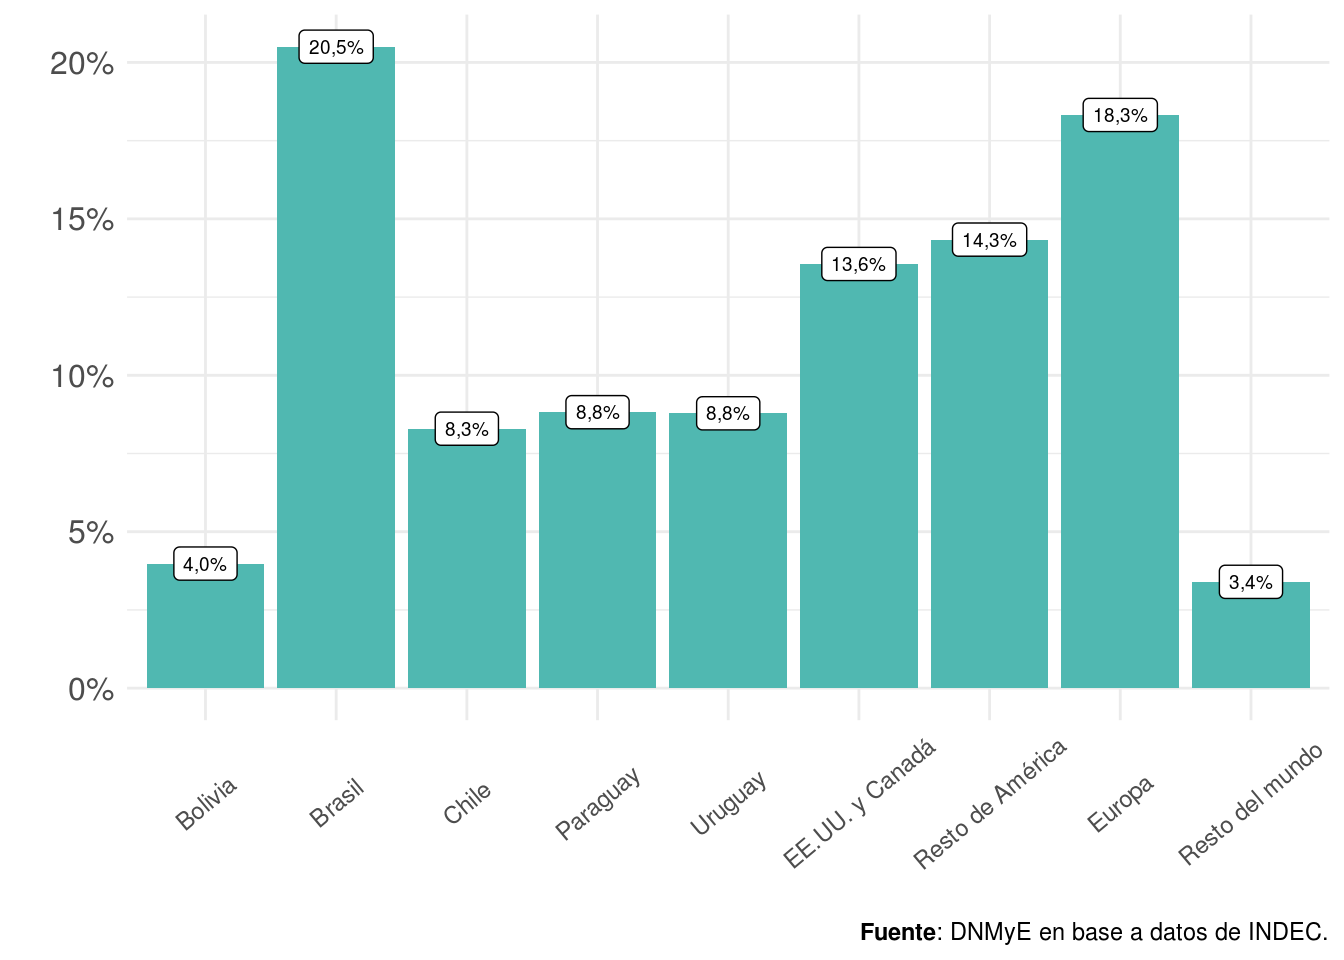 20%
15%
10%
5%
0%
4,0%
20,5%
8,3%
8,8%
8,8%
13,6%
14,3%
18,3%
3,4%
Bolivia
Brasil
Chile
Paraguay
Uruguay
EE.UU. y Canadá
Resto de América
Europa
Resto del mundo
Fuente: DNMyE en base a datos de INDEC.